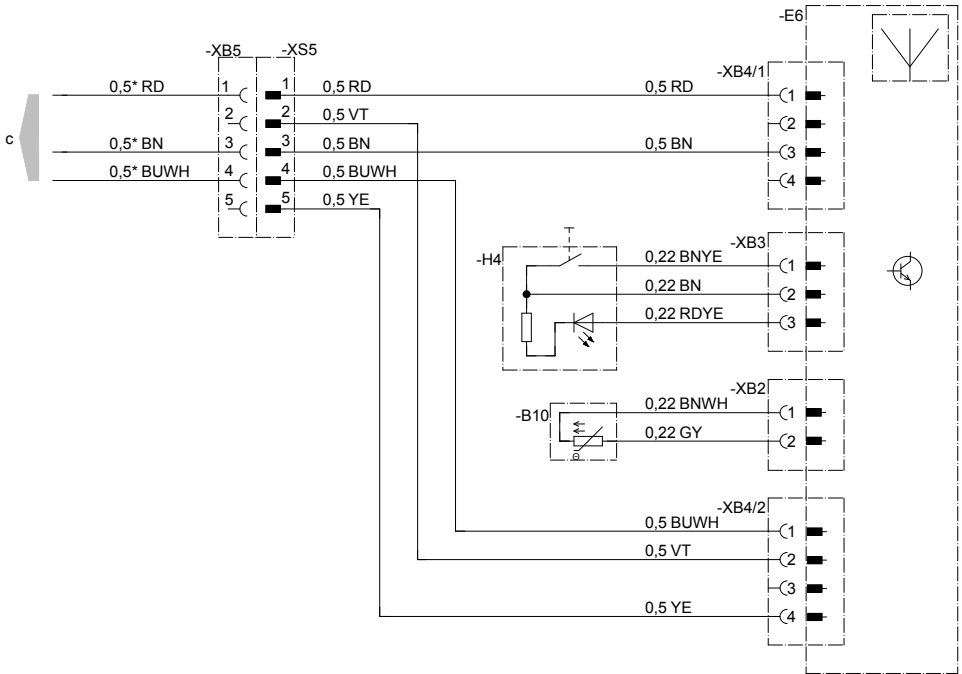 -E6
-XB5 -XS5
-XB4/1
0,5* RD 1 1 0,5 RD 0,5 RD 1
2 2 0,5 VT 2
c
0,5* BN 3 3 0,5 BN 0,5 BN 3
0,5* BUWH 4 4 0,5 BUWH 4
5 5 0,5 YE
-XB3
-H4 0,22 BNYE 1
0,22 BN 2
0,22 RDYE 3
-XB2
-B10 0,22 BNWH 1
0,22 GY 2
-XB4/2
0,5 BUWH 1
0,5 VT 2
3
0,5 YE 4